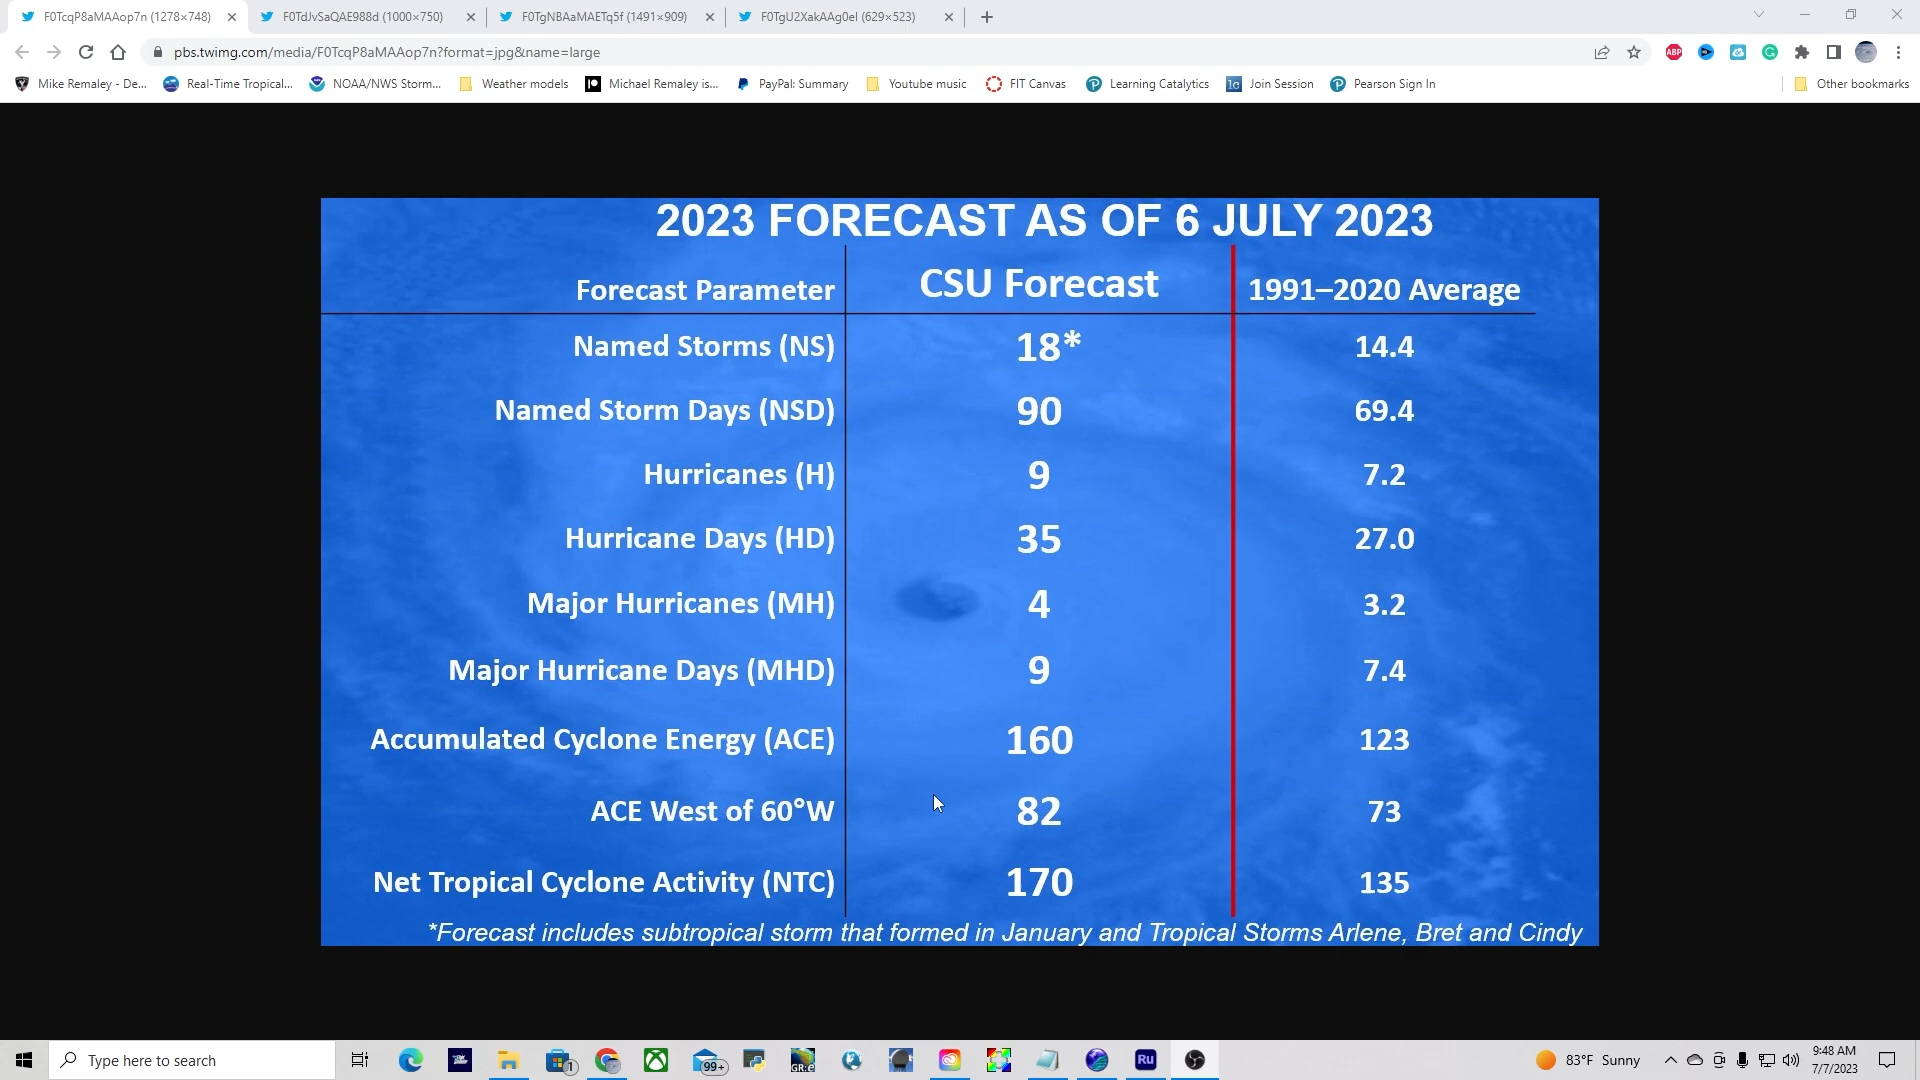 F0TcqP8aMAAop7n (1278×748)
F0TdJvSaQAE988d (1000×750)
F0TgNBAaMAETq5f (1491×909)
F0TgU2XakAAg0eI (629×523)
pbs.twimg.com/media/F0TcqP8aMAAop7n?format=jpg&name=large
ABP
Mike Remaley - De...
Real-Time Tropical...
NOAA/NWS Storm...
Weather models
Michael Remaley is...
PayPal: Summary
Youtube music
FIT Canvas
Learning Catalytics
Join Session
Pearson Sign In
Other bookmarks
2023 FORECAST AS OF 6 JULY 2023
Forecast Parameter CSU Forecast 1991–2020 Average
Named Storms (NS) 18* 14.4
Named Storm Days (NSD) 90 69.4
Hurricanes (H) 9 7.2
Hurricane Days (HD) 35 27.0
Major Hurricanes (MH) 4 3.2
Major Hurricane Days (MHD) 9 7.4
Accumulated Cyclone Energy (ACE) 160 123
ACE West of 60°W 82 73
Net Tropical Cyclone Activity (NTC) 170 135
*Forecast includes subtropical storm that formed in January and Tropical Storms Arlene, Bret and Cindy
Type here to search
1
99+
Ru
83°F Sunny
9:48 AM
7/7/2023